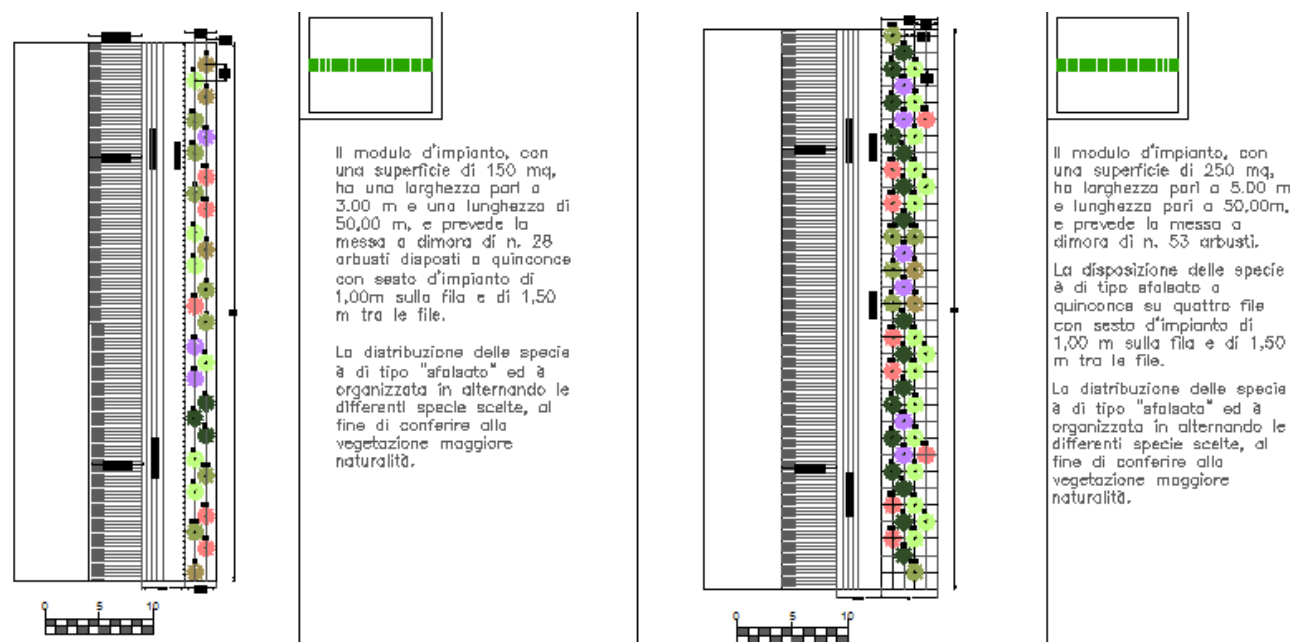 Il modulo d'impianto, con
una superficie di 150 mq,
ha una larghezza pari a
3.00 m e una lunghezza di
50,00 m, e prevede la
messa a dimora di n. 28
arbusti disposti a quinconce
con sesto d'impianto di
1,00m sulla fila e di 1,50
m tra le file.
La distribuzione delle specie
è di tipo "sfalsato" ed è
organizzata in alternando le
differenti specie scelte, al
fine di conferire alla
vegetazione maggiore
naturalità.
0 5 10
Il modulo d'impianto, con
una superficie di 250 mq,
ha larghezza pari a 5.00 m
e lunghezza pari a 50,00m,
e prevede la messa a
dimora di n. 53 arbusti.
La disposizione delle specie
è di tipo sfalsato a
quinconce su quattro file
con sesto d'impianto di
1,00 m sulla fila e di 1,50
m tra le file.
La distribuzione delle specie
è di tipo "sfalsato" ed è
organizzata in alternando le
differenti specie scelte, al
fine di conferire alla
vegetazione maggiore
naturalità.
0 5 10